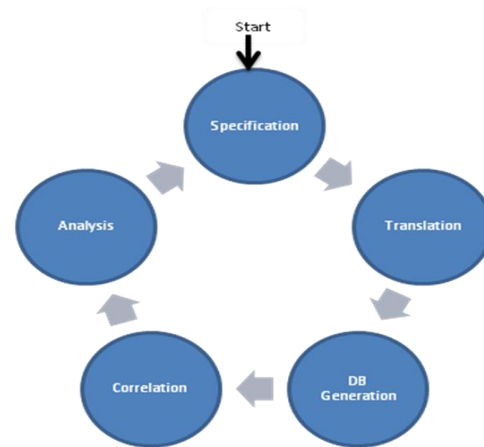 Start
Specification
Translation
DB
Generation
Correlation
Analysis